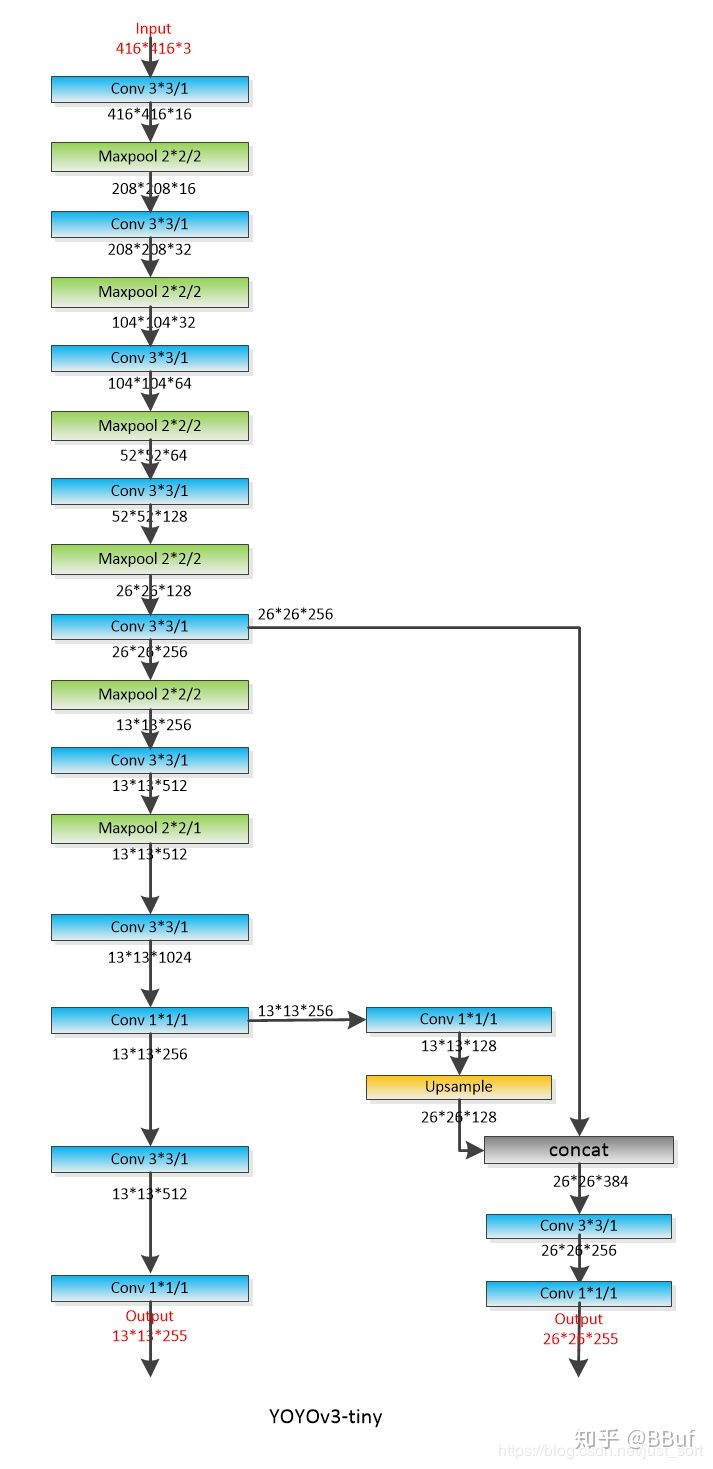 Input
416*416*3
Conv 3*3/1
416*416*16
Maxpool 2*2/2
208*208*16
Conv 3*3/1
208*208*32
Maxpool 2*2/2
104*104*32
Conv 3*3/1
104*104*64
Maxpool 2*2/2
52*52*64
Conv 3*3/1
52*52*128
Maxpool 2*2/2
26*26*128
Conv 3*3/1
26*26*256
26*26*256
Maxpool 2*2/2
13*13*256
Conv 3*3/1
13*13*512
Maxpool 2*2/1
13*13*512
Conv 3*3/1
13*13*1024
Conv 1*1/1
13*13*256
13*13*256
Conv 3*3/1
13*13*512
Conv 1*1/1
Output
13*13*255
Conv 1*1/1
13*13*128
Upsample
26*26*128
concat
26*26*384
Conv 3*3/1
26*26*256
Conv 1*1/1
Output
26*26*255
YOYOv3-tiny
知乎 @BBuf
https://blog.csdn.net/just_sort